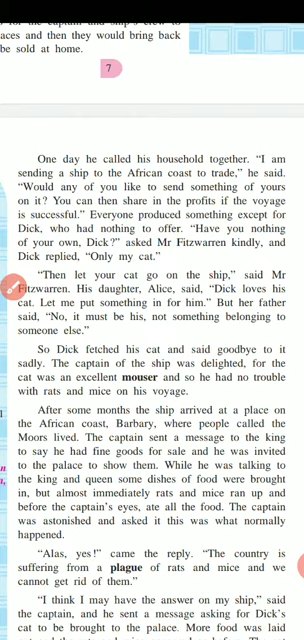 aces and then they would bring back
be sold at home.
7
One day he called his household together. “I am
sending a ship to the African coast to trade,” he said.
“Would any of you like to send something of yours
on it? You can then share in the profits if the voyage
is successful.” Everyone produced something except for
Dick, who had nothing to offer. “Have you nothing
of your own, Dick?” asked Mr Fitzwarren kindly, and
Dick replied, “Only my cat.”
“Then let your cat go on the ship,” said Mr
Fitzwarren. His daughter, Alice, said, “Dick loves his
cat. Let me put something in for him.” But her father
said, “No, it must be his, not something belonging to
someone else.”
So Dick fetched his cat and said goodbye to it
sadly. The captain of the ship was delighted, for the
cat was an excellent mouser and so he had no trouble
with rats and mice on his voyage.
After some months the ship arrived at a place on
the African coast, Barbary, where people called the
Moors lived. The captain sent a message to the king
to say he had fine goods for sale and he was invited
to the palace to show them. While he was talking to
the king and queen some dishes of food were brought
in, but almost immediately rats and mice ran up and
before the captain’s eyes, ate all the food. The captain
was astonished and asked it this was what normally
happened.
“Alas, yes!” came the reply. “The country is
suffering from a plague of rats and mice and we
cannot get rid of them.”
“I think I may have the answer on my ship,” said
the captain, and he sent a message asking for Dick’s
cat to be brought to the palace. More food was laid